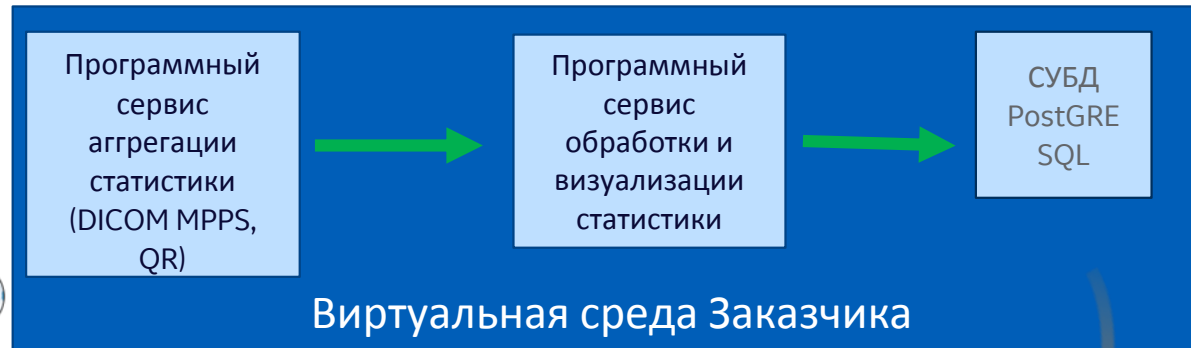 Программный
сервис
аггрегации
статистики
(DICOM MPPS,
QR)
Программный
сервис
обработки и
визуализации
статистики
СУБД
PostGRE
SQL
Виртуальная среда Заказчика